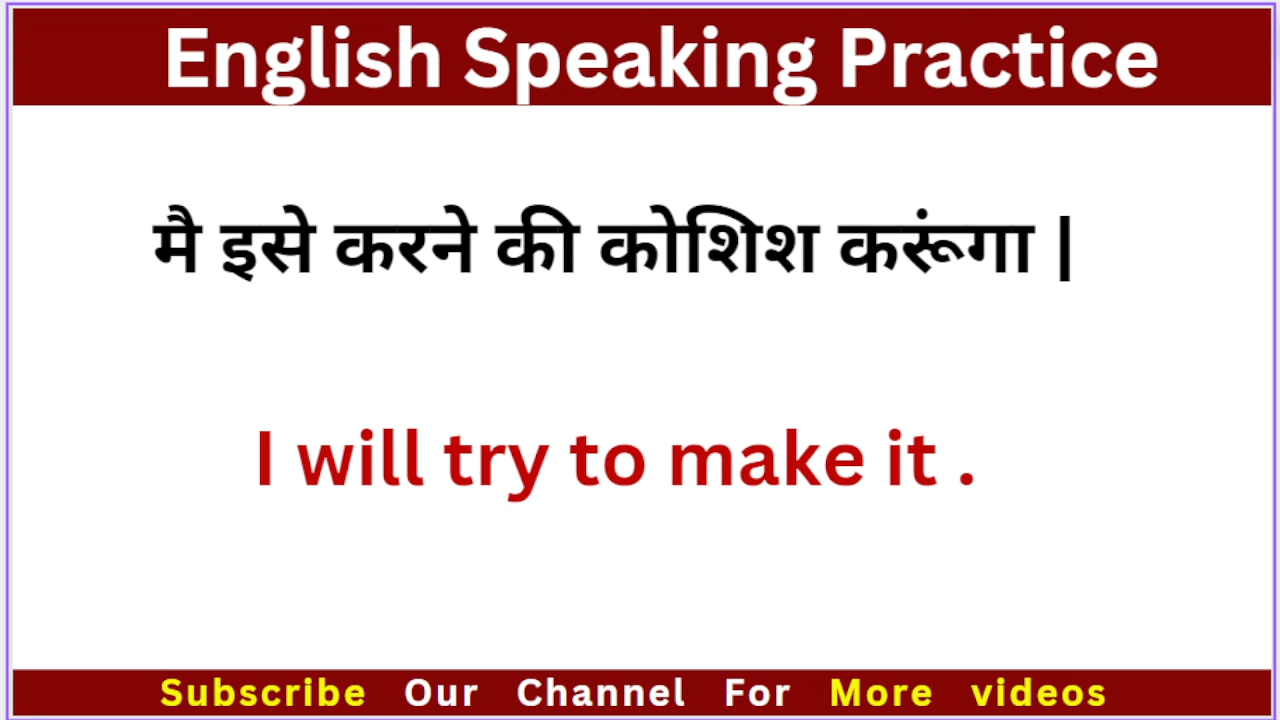 English Speaking Practice
मै इसे करने की कोशिश करूंगा |
I will try to make it .
Subscribe Our Channel For More videos